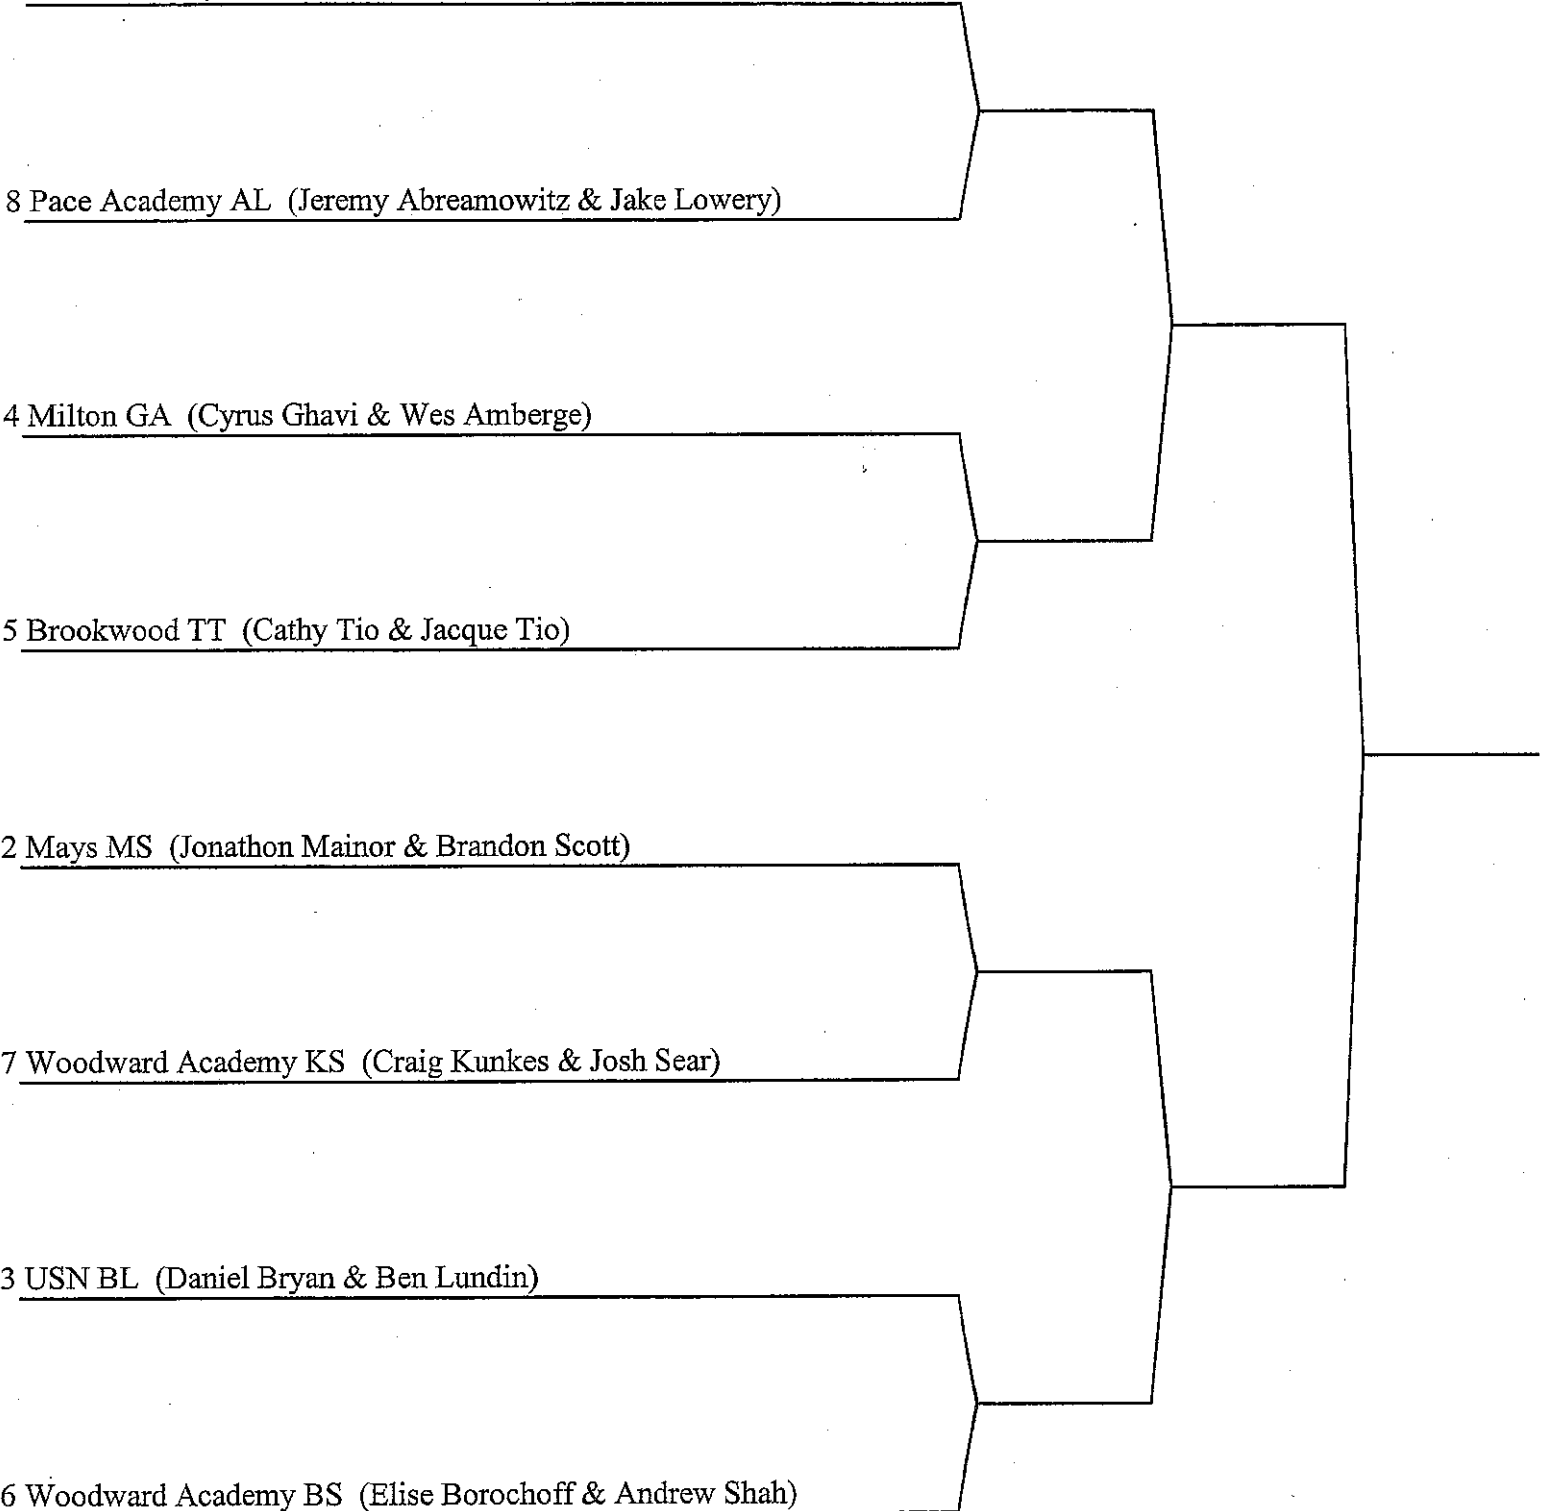 8 Pace Academy AL (Jeremy Abreamowitz & Jake Lowery)
4 Milton GA (Cyrus Ghavi & Wes Amberge)
5 Brookwood TT (Cathy Tio & Jacque Tio)
2 Mays MS (Jonathon Mainor & Brandon Scott)
7 Woodward Academy KS (Craig Kunkes & Josh Sear)
3 USN BL (Daniel Bryan & Ben Lundin)
6 Woodward Academy BS (Elise Borochoff & Andrew Shah)